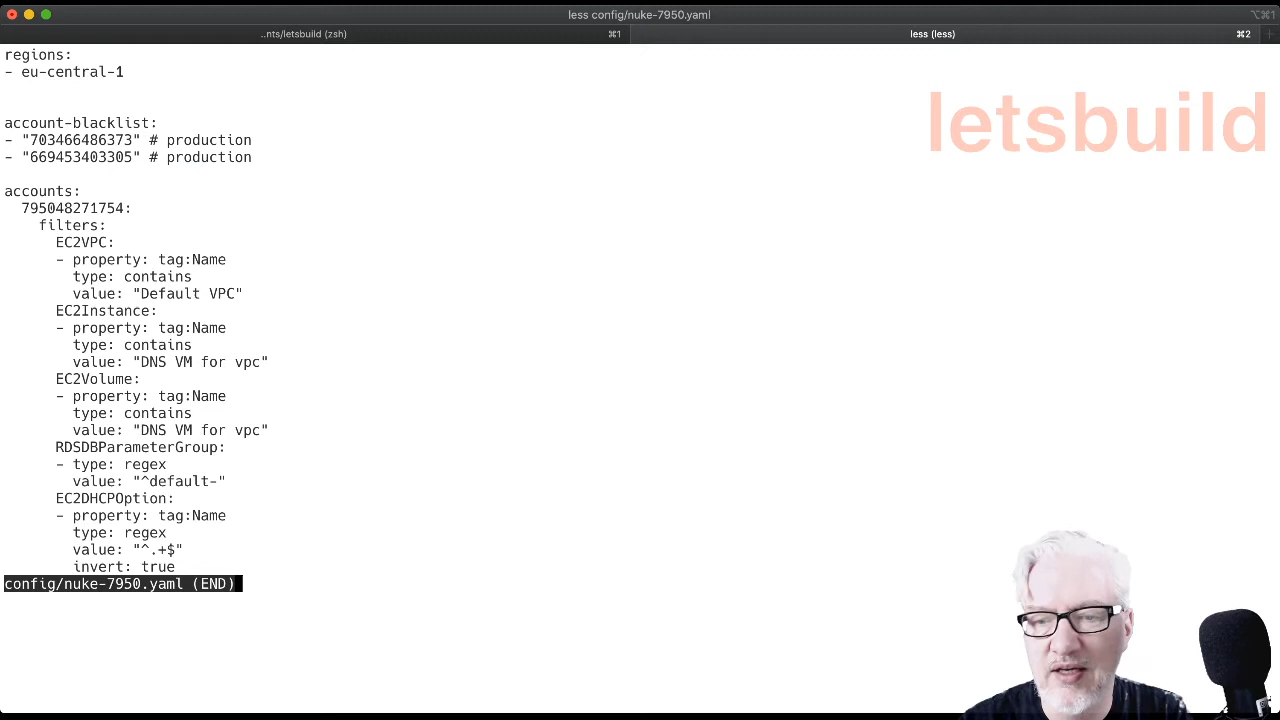 less config/nuke-7950.yaml
⌥⌘1
..nts/letsbuild (zsh)
⌘1
less (less)
⌘2
+
regions:
- eu-central-1
account-blacklist:
- "703466486373" # production
- "669453403305" # production
accounts:
795048271754:
filters:
EC2VPC:
- property: tag:Name
type: contains
value: "Default VPC"
EC2Instance:
- property: tag:Name
type: contains
value: "DNS VM for vpc"
EC2Volume:
- property: tag:Name
type: contains
value: "DNS VM for vpc"
RDSDBParameterGroup:
- type: regex
value: "^default-"
EC2DHCPOption:
- property: tag:Name
type: regex
value: "^.+$"
invert: true
config/nuke-7950.yaml (END)
letsbuild